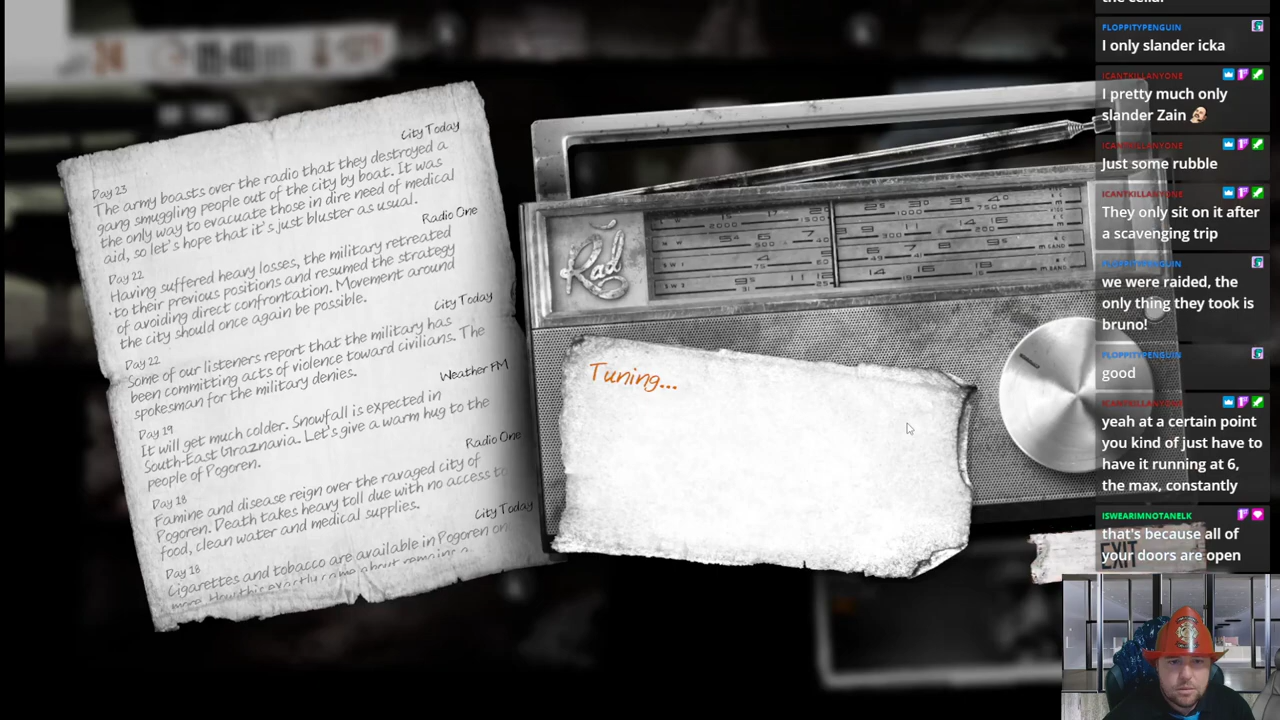 24
City Today
Day 23
The army boasts over the radio that they destroyed a
gang smuggling people out of the city by boat. It was
the only way to evacuate those in dire need of medical
aid, so let's hope that it's just bluster as usual.
Radio One
Day 22
Having suffered heavy losses, the military retreated
to their previous positions and resumed the strategy
of avoiding direct confrontation. Movement around
the city should once again be possible.
City Today
Day 22
Some of our listeners report that the military has
been committing acts of violence toward civilians. The
spokesman for the military denies.
Weather FM
Day 19
It will get much colder. Snowfall is expected in
South-East Graznavia. Let's give a warm hug to the
people of Pogoren.
Radio One
Day 18
Famine and disease reign over the ravaged city of
Pogoren. Death takes heavy toll due with no access to
food, clean water and medical supplies.
City Today
Day 18
Cigarettes and tobacco are available in Pogoren on
Rad
Tuning...
EXIT
FLOPPITYPENGUIN
I only slander icka
ICANTKILLANYONE
I pretty much only
slander Zain
ICANTKILLANYONE
Just some rubble
ICANTKILLANYONE
They only sit on it after
a scavenging trip
FLOPPITYPENGUIN
we were raided, the
only thing they took is
bruno!
FLOPPITYPENGUIN
good
ICANTKILLANYONE
yeah at a certain point
you kind of just have to
have it running at 6,
the max, constantly
ISWEARIMNOTANELK
that's because all of
your doors are open